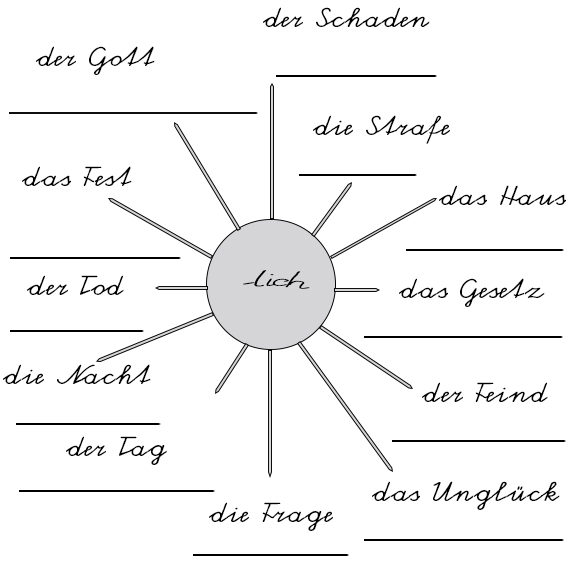 der Schaden
der Gott
die Strafe
das Fest
das Haus
lich
der Tod
das Gesetz
die Nacht
der Feind
der Tag
das Unglück
die Frage